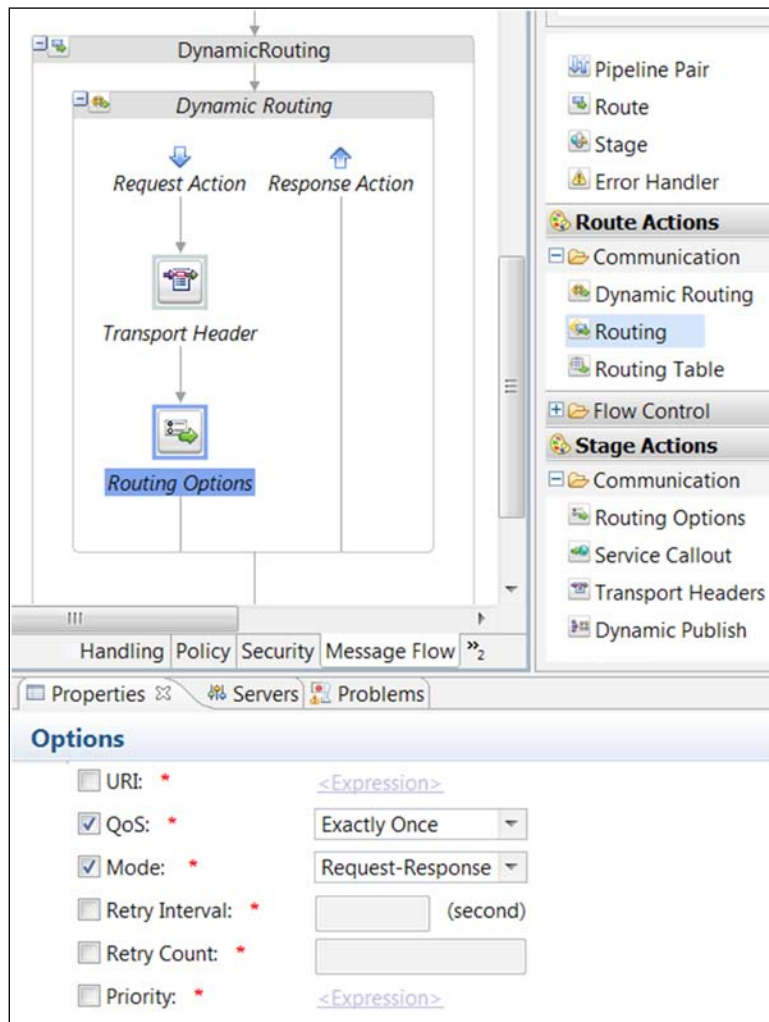 DynamicRouting
Dynamic Routing
Request Action
Response Action
Transport Header
Routing Options
Pipeline Pair
Route
Stage
Error Handler
Route Actions
Communication
Dynamic Routing
Routing
Routing Table
Flow Control
Stage Actions
Communication
Routing Options
Service Callout
Transport Headers
Dynamic Publish
Handling Policy Security Message Flow »2
Properties Servers Problems
Options
URI: * <Expression>
QoS: * Exactly Once
Mode: * Request-Response
Retry Interval: * (second)
Retry Count: *
Priority: * <Expression>